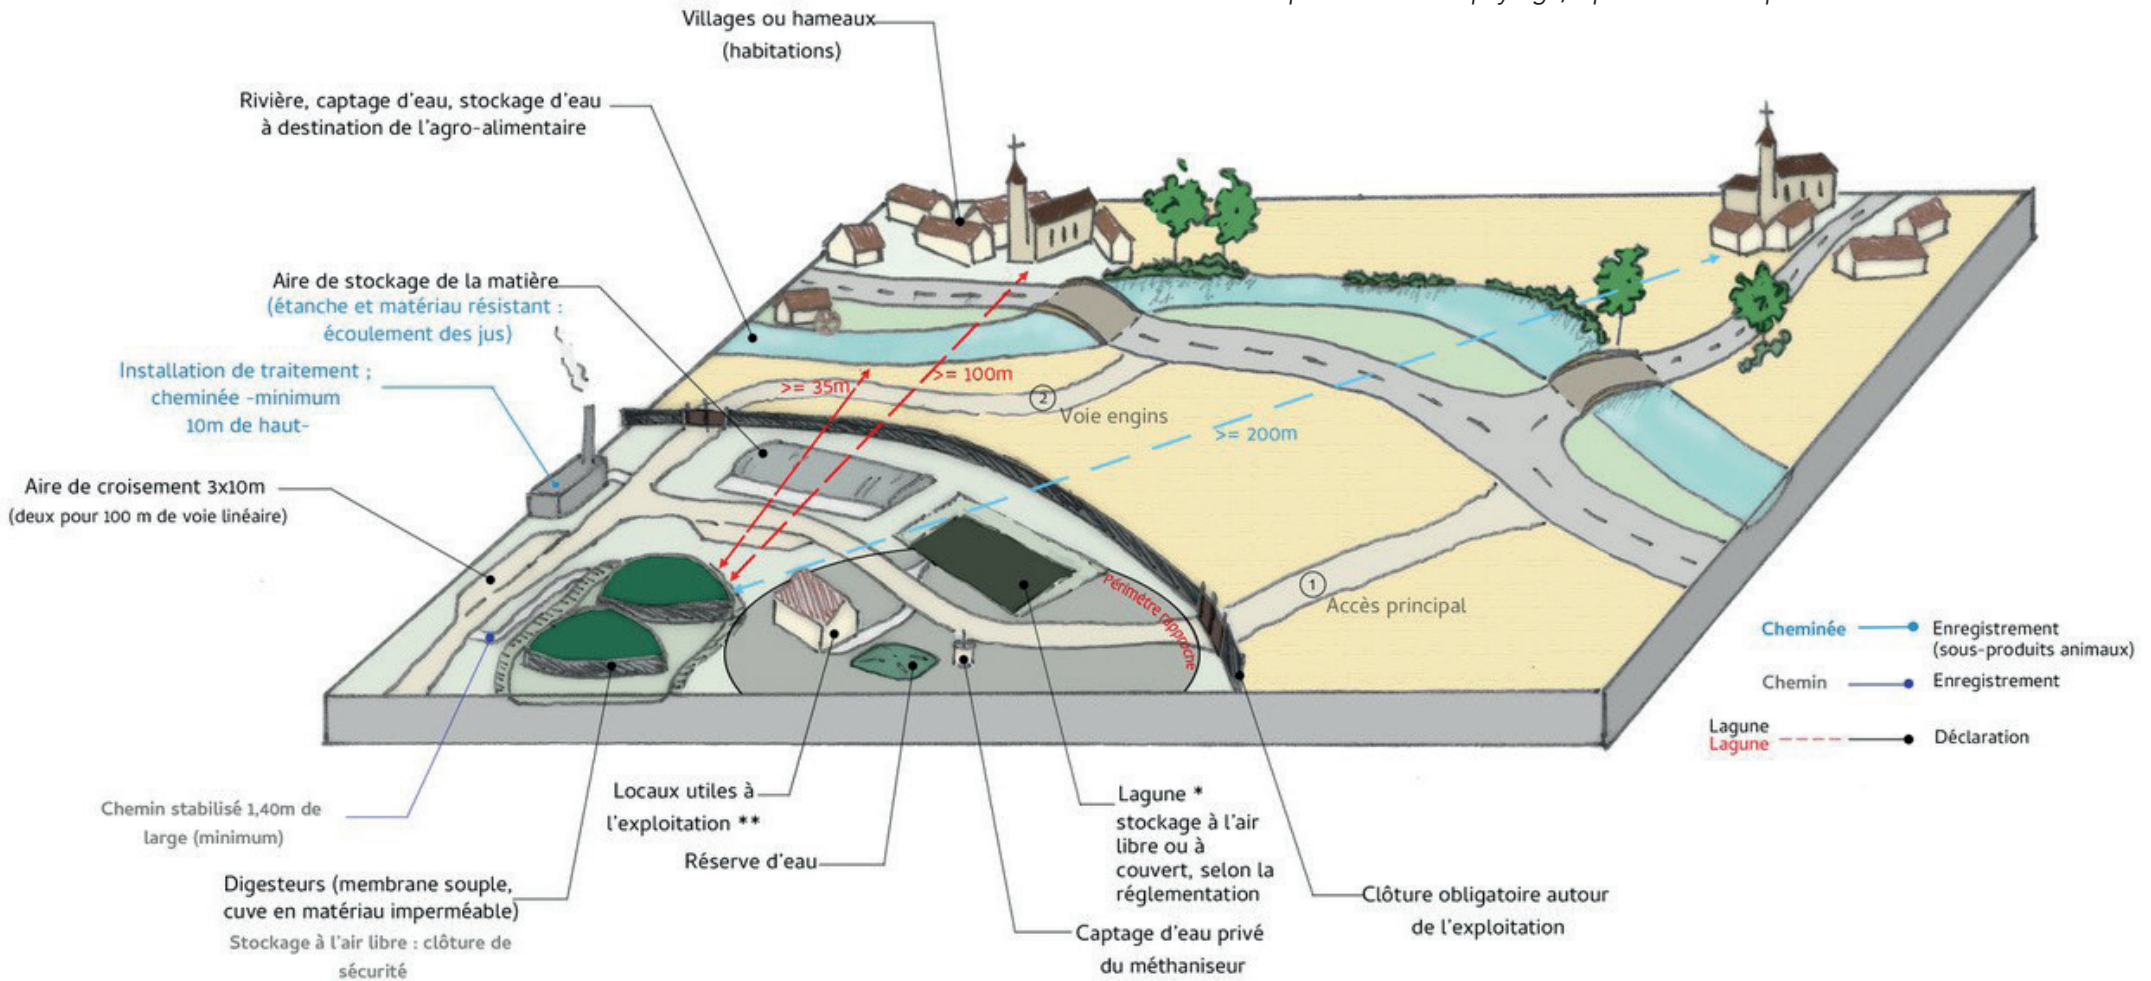 Villages ou hameaux
(habitations)
Rivière, captage d'eau, stockage d'eau
à destination de l'agro-alimentaire
Aire de stockage de la matière
(étanche et matériau résistant :
écoulement des jus)
Installation de traitement ;
cheminée -minimum
10m de haut-
Aire de croisement 3x10m
(deux pour 100 m de voie linéaire)
>= 35m
>= 100m
2
Voie engins
>= 200m
1
Accès principal
Périmètre rapproché
Cheminée
Enregistrement
(sous-produits animaux)
Chemin
Enregistrement
Lagune
Lagune
Déclaration
Chemin stabilisé 1,40m de
large (minimum)
Digesteurs (membrane souple,
cuve en matériau imperméable)
Stockage à l'air libre : clôture de
sécurité
Locaux utiles à
l'exploitation **
Réserve d'eau
Lagune *
stockage à l'air
libre ou à
couvert, selon la
réglementation
Captage d'eau privé
du méthaniseur
Clôture obligatoire autour
de l'exploitation